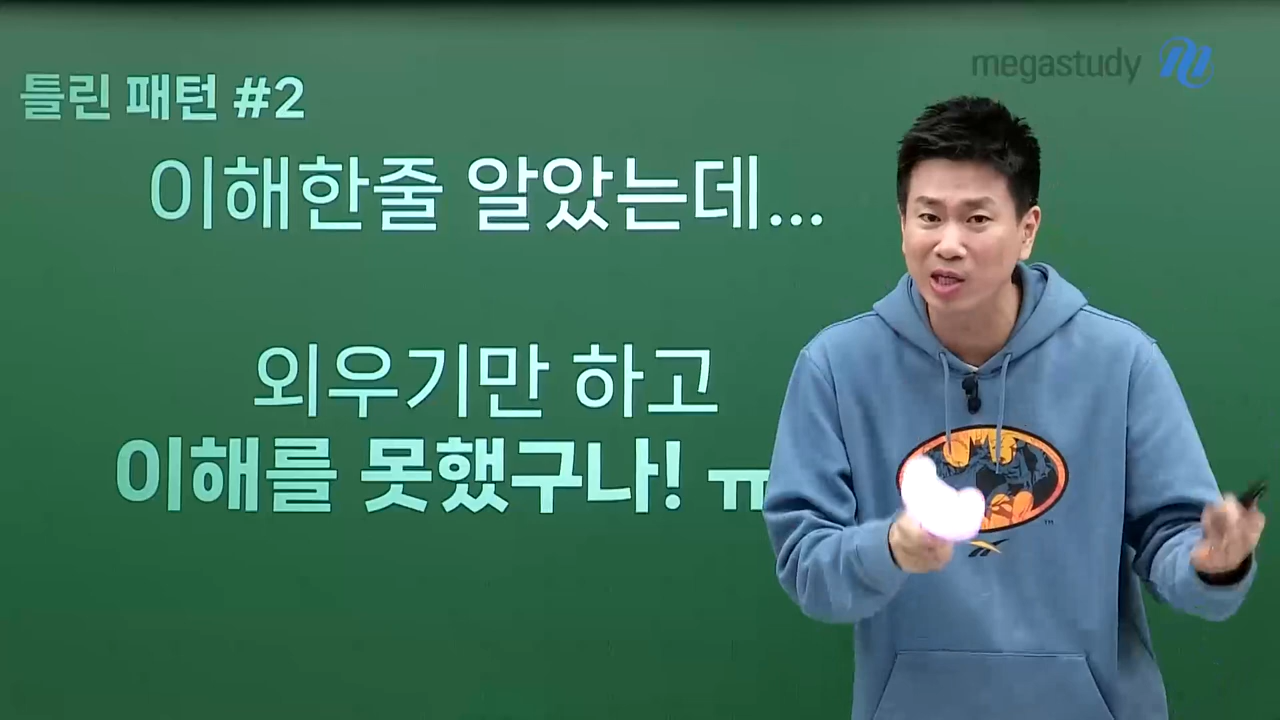 megastudy
틀린 패턴 #2
이해한줄 알았는데...
외우기만 하고
이해를 못했구나! ㅠ